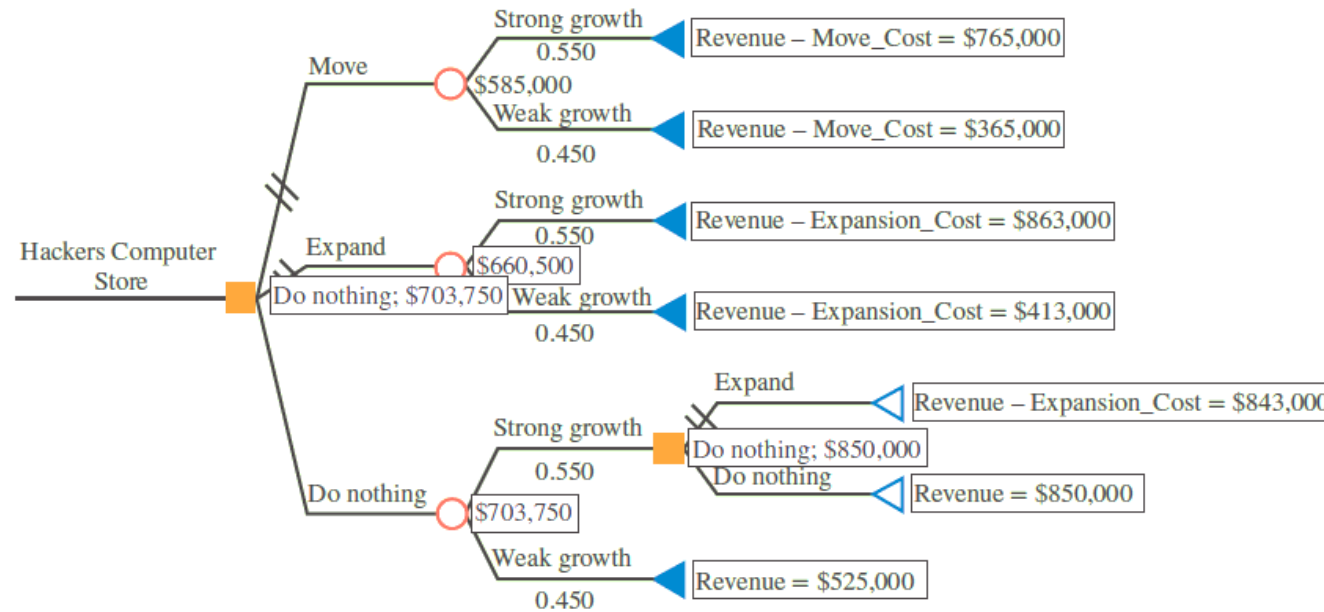 Strong growth
0.550
Revenue – Move_Cost = $765,000
Move
$585,000
Weak growth
0.450
Revenue – Move_Cost = $365,000
Strong growth
0.550
Revenue – Expansion_Cost = $863,000
Hackers Computer
Store
Expand
$660,500
Do nothing; $703,750
Weak growth
0.450
Revenue – Expansion_Cost = $413,000
Expand
Revenue – Expansion_Cost = $843,000
Strong growth
0.550
Do nothing; $850,000
Do nothing
Revenue = $850,000
Do nothing
$703,750
Weak growth
0.450
Revenue = $525,000